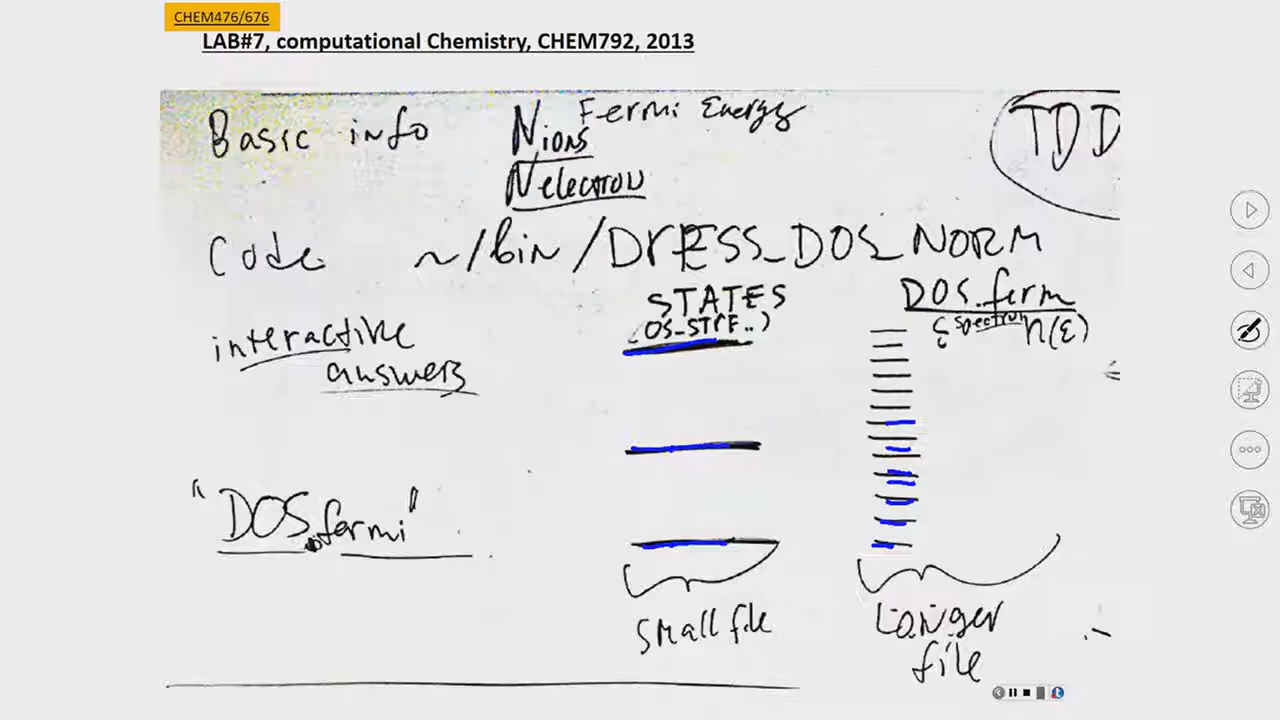 CHEM476/676
LAB#7, computational Chemistry, CHEM792, 2013
Basic info
Nions
Fermi Energy
Nelectron
TDD
Code ~/bin/DrESS_DOS_NORM
interactive
answers
STATES
DOS.ferm
spectrum n(ε)
"DOS.fermi"
Small file
Longer
file